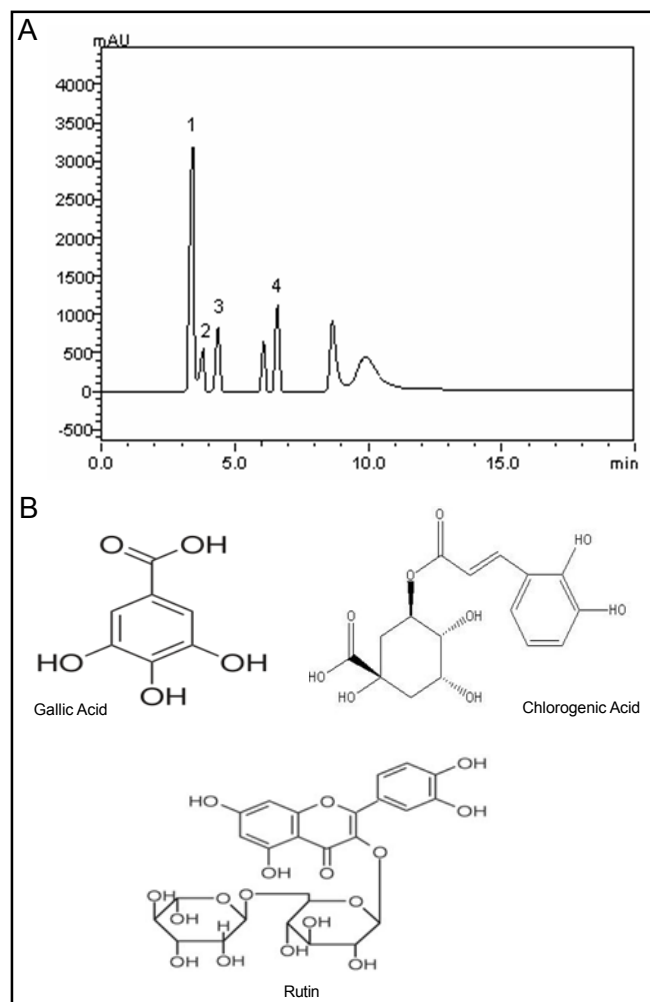 A
mAU
4000
3500
3000
2500
2000
1500
1000
500
0
-500
1
2
3
4
0.0 5.0 10.0 15.0 min
B
O OH
HO OH
OH
Gallic Acid
O
O
HO
HO
O
OH
HO
HO
OH
Chlorogenic Acid
OH
OH
HO
O
O
OH O
OH
H
O
O
O
OH
H
OH
OH
OH
OH OH
OH
Rutin